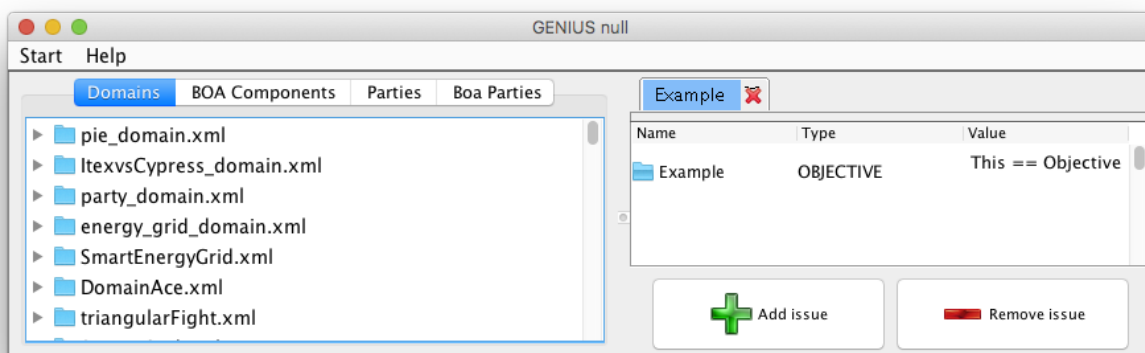 GENIUS null
Start Help
Domains BOA Components Parties Boa Parties
pie_domain.xml
ItexvsCypress_domain.xml
party_domain.xml
energy_grid_domain.xml
SmartEnergyGrid.xml
DomainAce.xml
triangularFight.xml
Example
Name Type Value
Example OBJECTIVE This == Objective
Add issue Remove issue